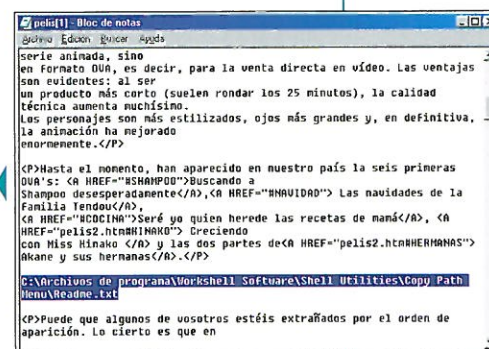 pelis[1] - Bloc de notas
Archivo Edición Buscar Ayuda
serie animada, sino
en Formato OVA, es decir, para la venta directa en vídeo. Las ventajas
son evidentes: al ser
un producto más corto (suelen rondar los 25 minutos), la calidad
técnica aumenta muchísimo.
Los personajes son más estilizados, ojos más grandes y, en definitiva,
la animación ha mejorado
enormemente.</P>
<P>Hasta el momento, han aparecido en nuestro país la seis primeras
OVA's: <A HREF="#SHAMPOO">Buscando a
Shampoo desesperadamente</A>,<A HREF="#NAVIDAD"> Las navidades de la
Familia Tendou</A>,
<A HREF="#COCINA">Seré yo quien herede las recetas de mamá</A>, <A
HREF="pelis2.htm#HINAKO"> Creciendo
con Miss Hinako </A> y las dos partes de<A HREF="pelis2.htm#HERMANAS">
Akane y sus hermanas</A>.</P>
C:\Archivos de programa\Workshell Software\Shell Utilities\Copy Path
Menu\Readme.txt
<P>Puede que algunos de vosotros estéis extrañados por el orden de
aparición. Lo cierto es que en